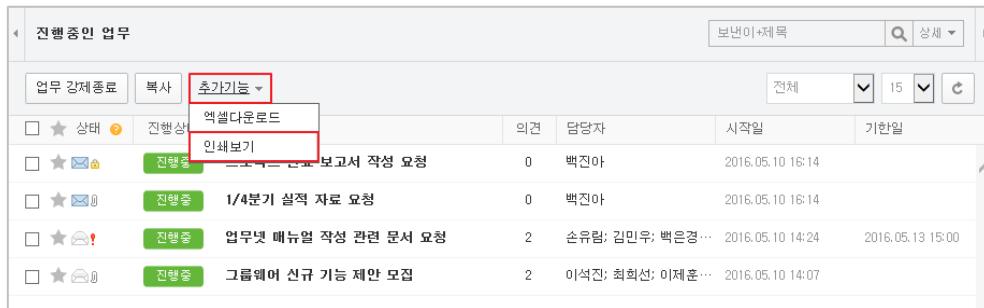 진행중인 업무
보낸이+제목
상세
업무 강제종료
복사
추가기능
전체
15
엑셀다운로드
인쇄보기
상태
진행상
의견
담당자
시작일
기한일
진행중
보고서 작성 요청
0
백진아
2016.05.10 16:14
진행중
1/4분기 실적 자료 요청
0
백진아
2016.05.10 16:14
진행중
업무넷 매뉴얼 작성 관련 문서 요청
2
손유림; 김민우; 백은경…
2016.05.10 14:24
2016.05.13 15:00
진행중
그룹웨어 신규 기능 제안 모집
2
이석진; 최희선; 이제훈…
2016.05.10 14:07